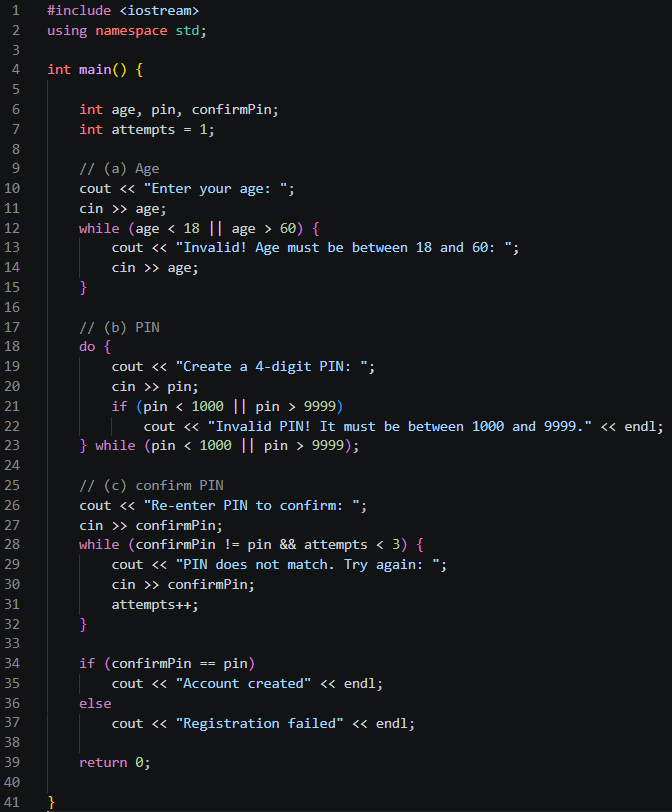 1 #include <iostream>
2 using namespace std;
3
4 int main() {
5
6     int age, pin, confirmPin;
7     int attempts = 1;
8
9     // (a) Age
10     cout << "Enter your age: ";
11     cin >> age;
12     while (age < 18 || age > 60) {
13         cout << "Invalid! Age must be between 18 and 60: ";
14         cin >> age;
15     }
16
17     // (b) PIN
18     do {
19         cout << "Create a 4-digit PIN: ";
20         cin >> pin;
21         if (pin < 1000 || pin > 9999)
22             cout << "Invalid PIN! It must be between 1000 and 9999." << endl;
23     } while (pin < 1000 || pin > 9999);
24
25     // (c) confirm PIN
26     cout << "Re-enter PIN to confirm: ";
27     cin >> confirmPin;
28     while (confirmPin != pin && attempts < 3) {
29         cout << "PIN does not match. Try again: ";
30         cin >> confirmPin;
31         attempts++;
32     }
33
34     if (confirmPin == pin)
35         cout << "Account created" << endl;
36     else
37         cout << "Registration failed" << endl;
38
39     return 0;
40
41 }